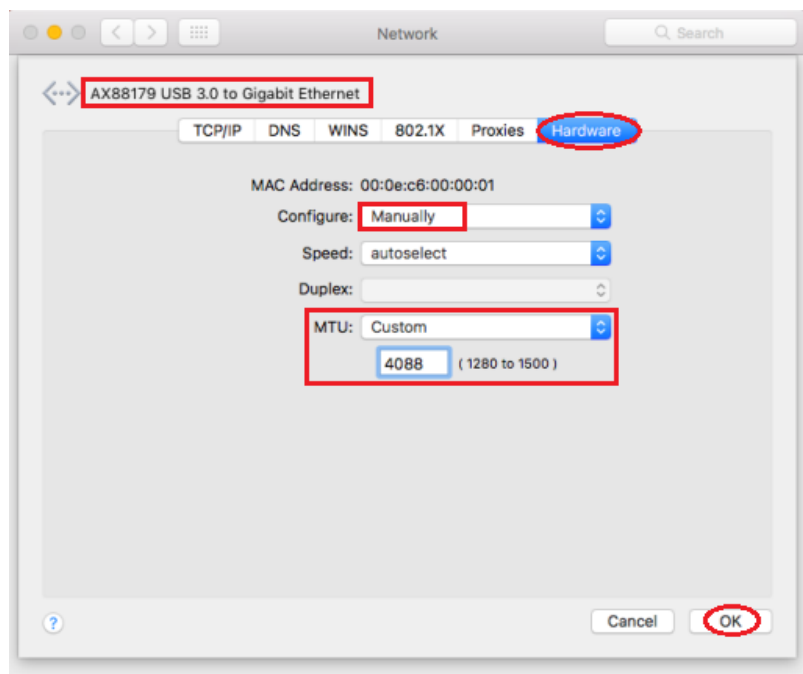 Network
Search
AX88179 USB 3.0 to Gigabit Ethernet
TCP/IP DNS WINS 802.1X Proxies Hardware
MAC Address: 00:0e:c6:00:00:01
Configure: Manually
Speed: autoselect
Duplex:
MTU: Custom
4088 ( 1280 to 1500 )
? Cancel OK